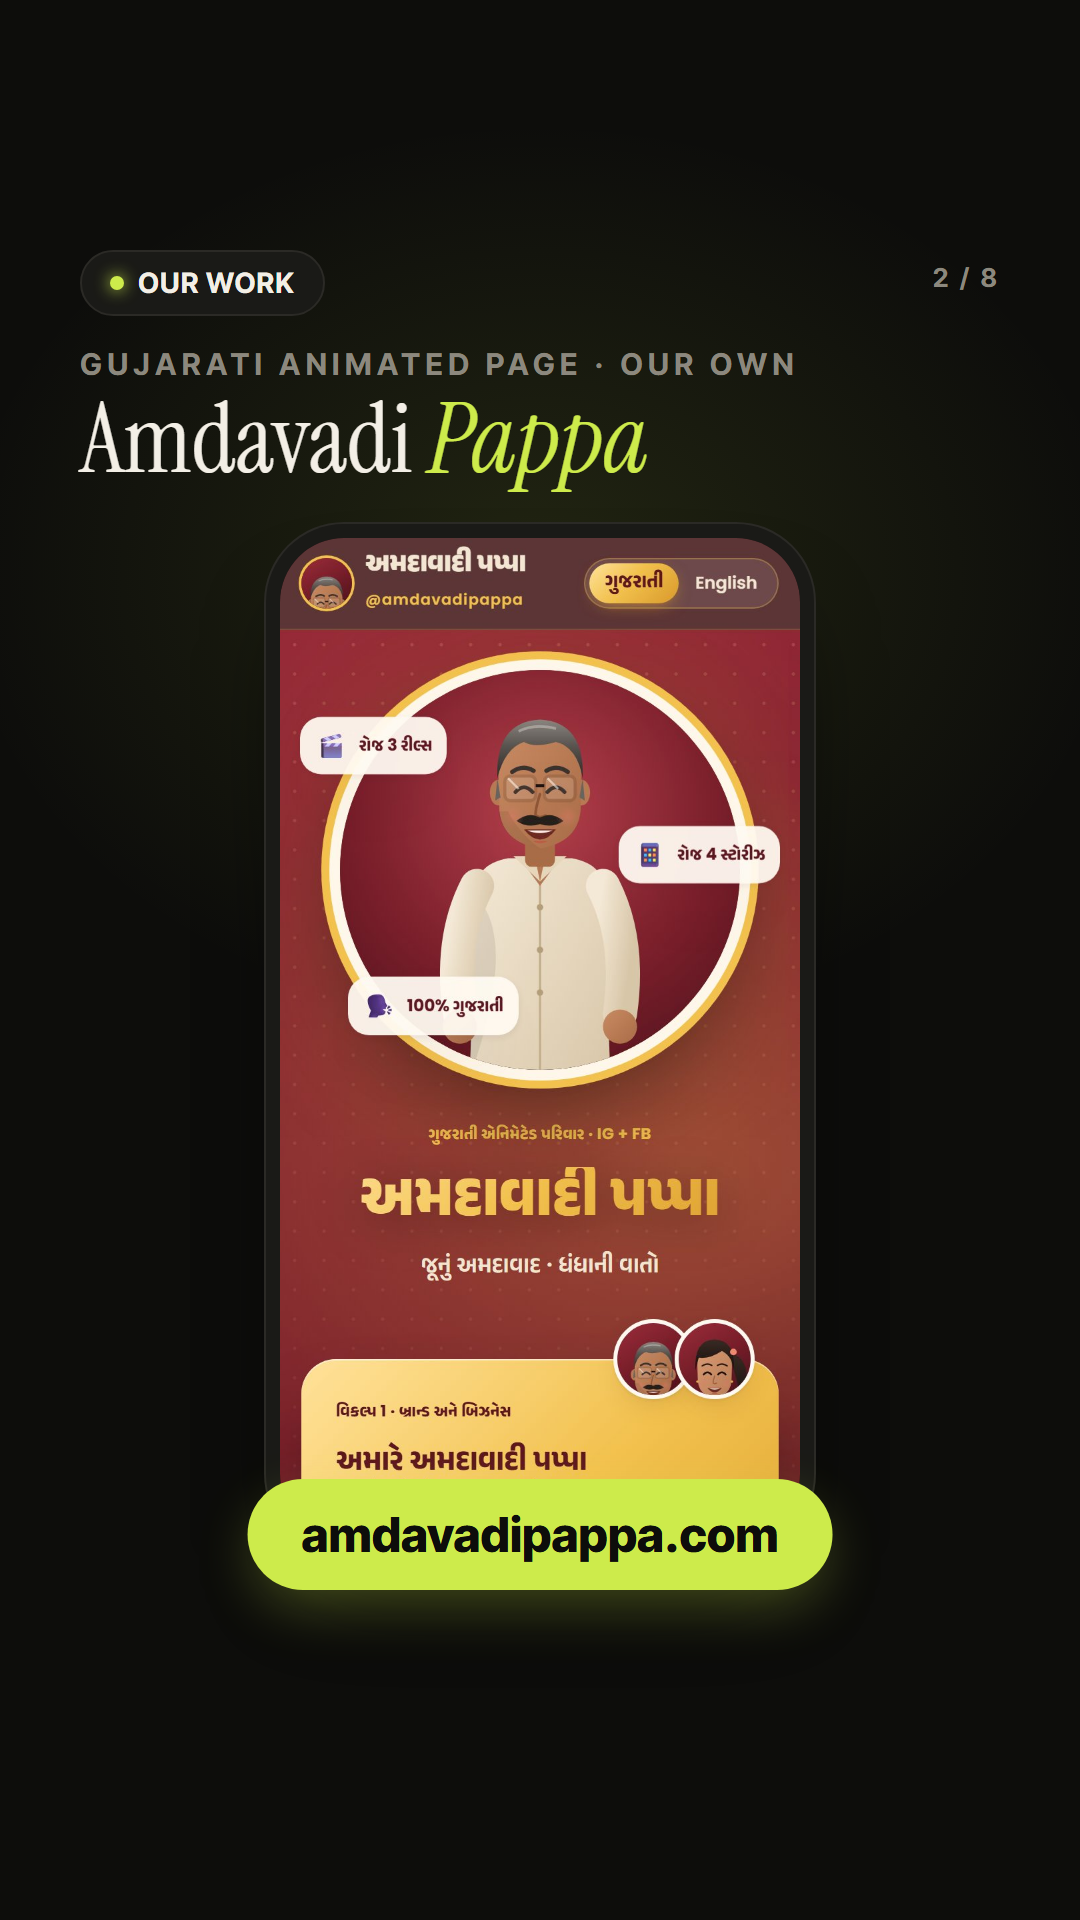 OUR WORK
2 / 8
GUJARATI ANIMATED PAGE · OUR OWN
Amdavadi Pappa
અમદાવાદી પપ્પા
@amdavadipappa
ગુજરાતી
English
રોજ 3 રીલ્સ
રોજ 4 સ્ટોરીઝ
100% ગુજરાતી
ગુજરાતી ઍનિમેટેડ પરિવાર · IG + FB
અમદાવાદી પપ્પા
જૂનું અમદાવાદ · ધંધાની વાતો
વિકલ્પ 1 · બ્રાન્ડ અને બિઝનેસ
અમારે અમદાવાદી પપ્પા
amdavadipappa.com